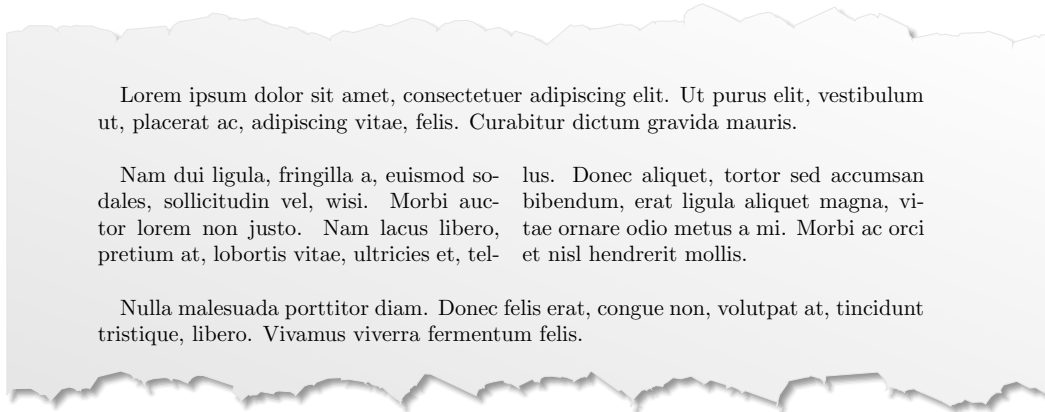 Lorem ipsum dolor sit amet, consectetuer adipiscing elit. Ut purus elit, vestibulum
ut, placerat ac, adipiscing vitae, felis. Curabitur dictum gravida mauris.
Nam dui ligula, fringilla a, euismod so-
dales, sollicitudin vel, wisi. Morbi auc-
tor lorem non justo. Nam lacus libero,
pretium at, lobortis vitae, ultricies et, tel-
lus. Donec aliquet, tortor sed accumsan
bibendum, erat ligula aliquet magna, vi-
tae ornare odio metus a mi. Morbi ac orci
et nisl hendrerit mollis.
Nulla malesuada porttitor diam. Donec felis erat, congue non, volutpat at, tincidunt
tristique, libero. Vivamus viverra fermentum felis.